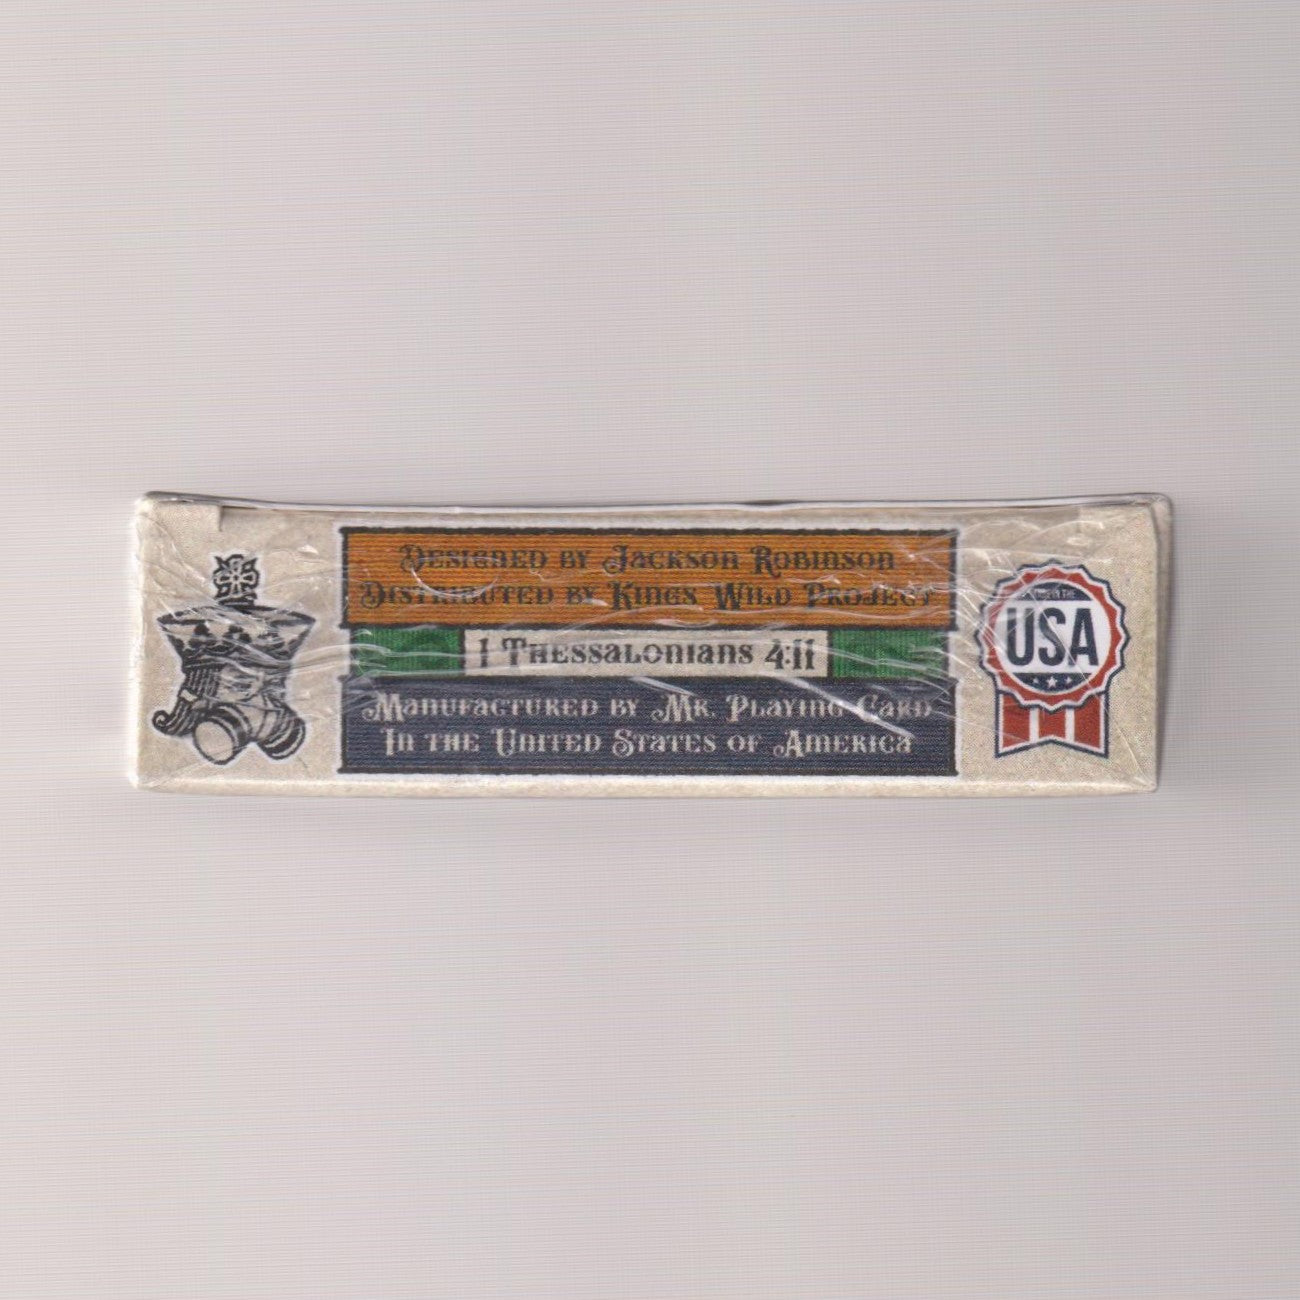 Designed by Jackson Robinson
Distributed by Kings Wild Project
1 Thessalonians 4:11
Manufactured by Mr. Playing Card
In the United States of America
USA